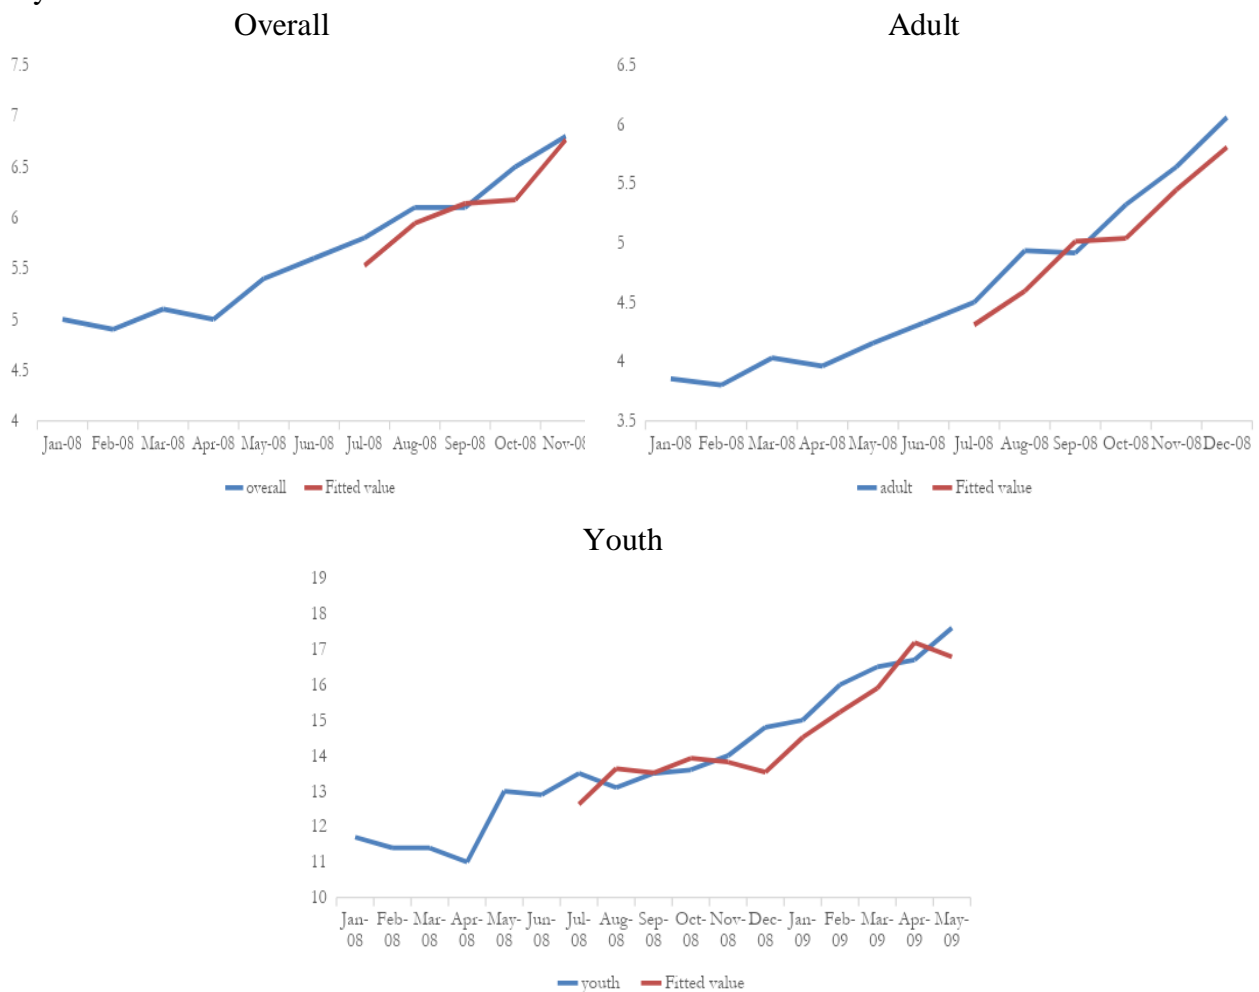 y
Overall
7.5
7
6.5
6
5.5
5
4.5
4
Jan-08 Feb-08 Mar-08 Apr-08 May-08 Jun-08 Jul-08 Aug-08 Sep-08 Oct-08 Nov-08
overall Fitted value
Adult
6.5
6
5.5
5
4.5
4
3.5
Jan-08 Feb-08 Mar-08 Apr-08 May-08 Jun-08 Jul-08 Aug-08 Sep-08 Oct-08 Nov-08 Dec-08
adult Fitted value
Youth
19
18
17
16
15
14
13
12
11
10
Jan- Feb- Mar- Apr- May- Jun- Jul- Aug- Sep- Oct- Nov- Dec- Jan- Feb- Mar- Apr- May-
08 08 08 08 08 08 08 08 08 08 08 08 09 09 09 09 09
youth Fitted value